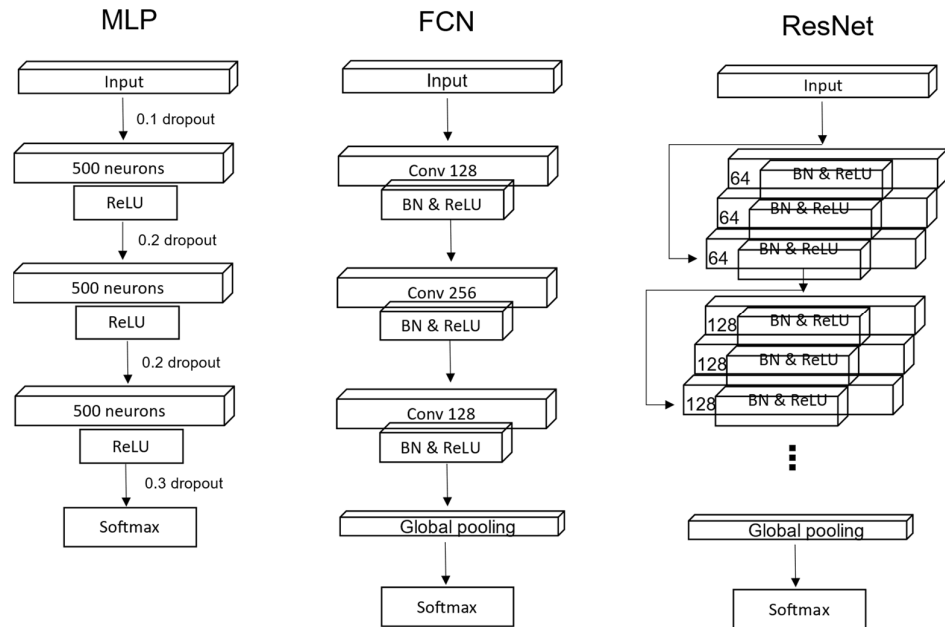 MLP
Input
0.1 dropout
500 neurons
ReLU
0.2 dropout
500 neurons
ReLU
0.2 dropout
500 neurons
ReLU
0.3 dropout
Softmax
FCN
Input
Conv 128
BN & ReLU
Conv 256
BN & ReLU
Conv 128
BN & ReLU
Global pooling
Softmax
ResNet
Input
64 BN & ReLU
64 BN & ReLU
64 BN & ReLU
128 BN & ReLU
128 BN & ReLU
128 BN & ReLU
Global pooling
Softmax